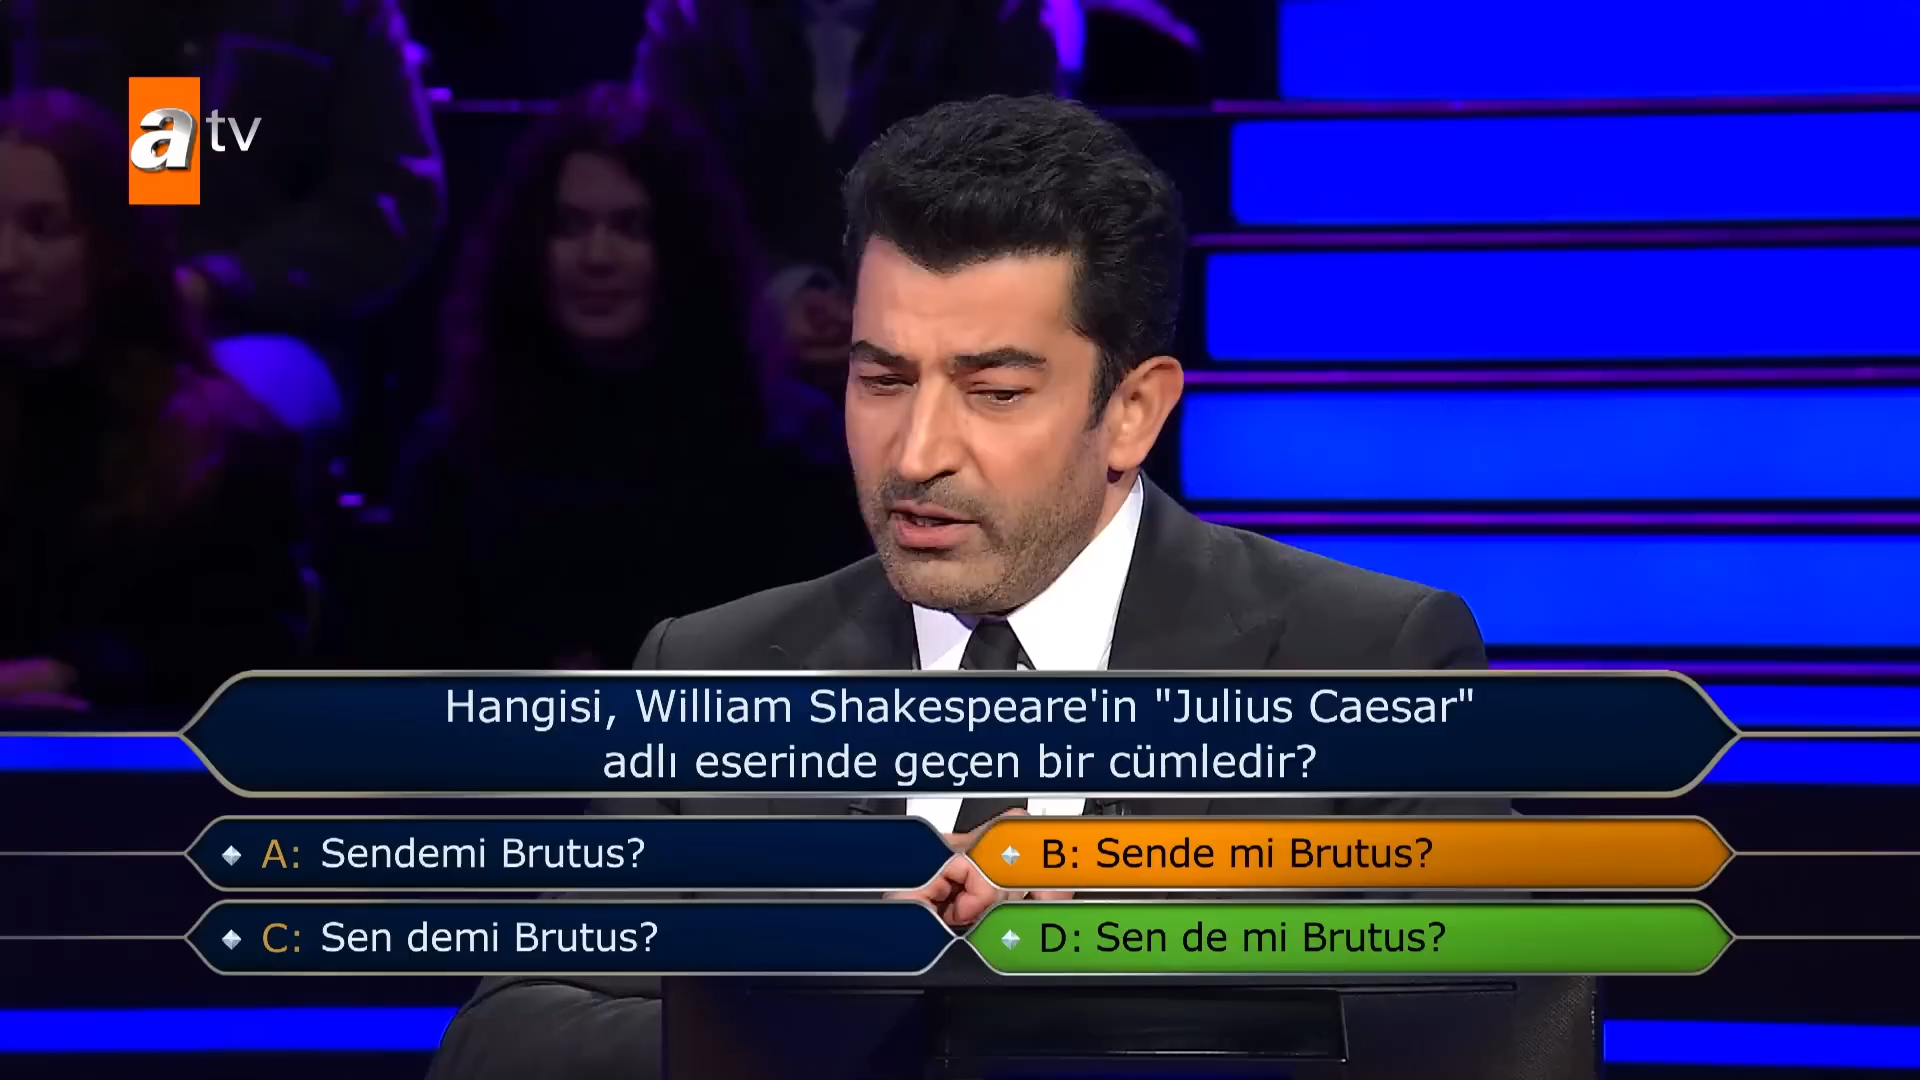 atv
Hangisi, William Shakespeare'in "Julius Caesar"
adlı eserinde geçen bir cümledir?
A: Sendemi Brutus?
B: Sende mi Brutus?
C: Sen demi Brutus?
D: Sen de mi Brutus?